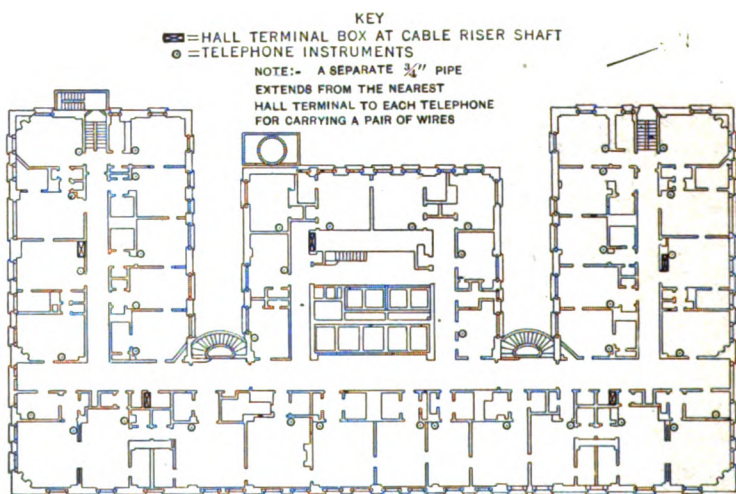 KEY
=HALL TERMINAL BOX AT CABLE RISER SHAFT
=TELEPHONE INSTRUMENTS
NOTE:- A SEPARATE ¾" PIPE
EXTENDS FROM THE NEAREST
HALL TERMINAL TO EACH TELEPHONE
FOR CARRYING A PAIR OF WIRES